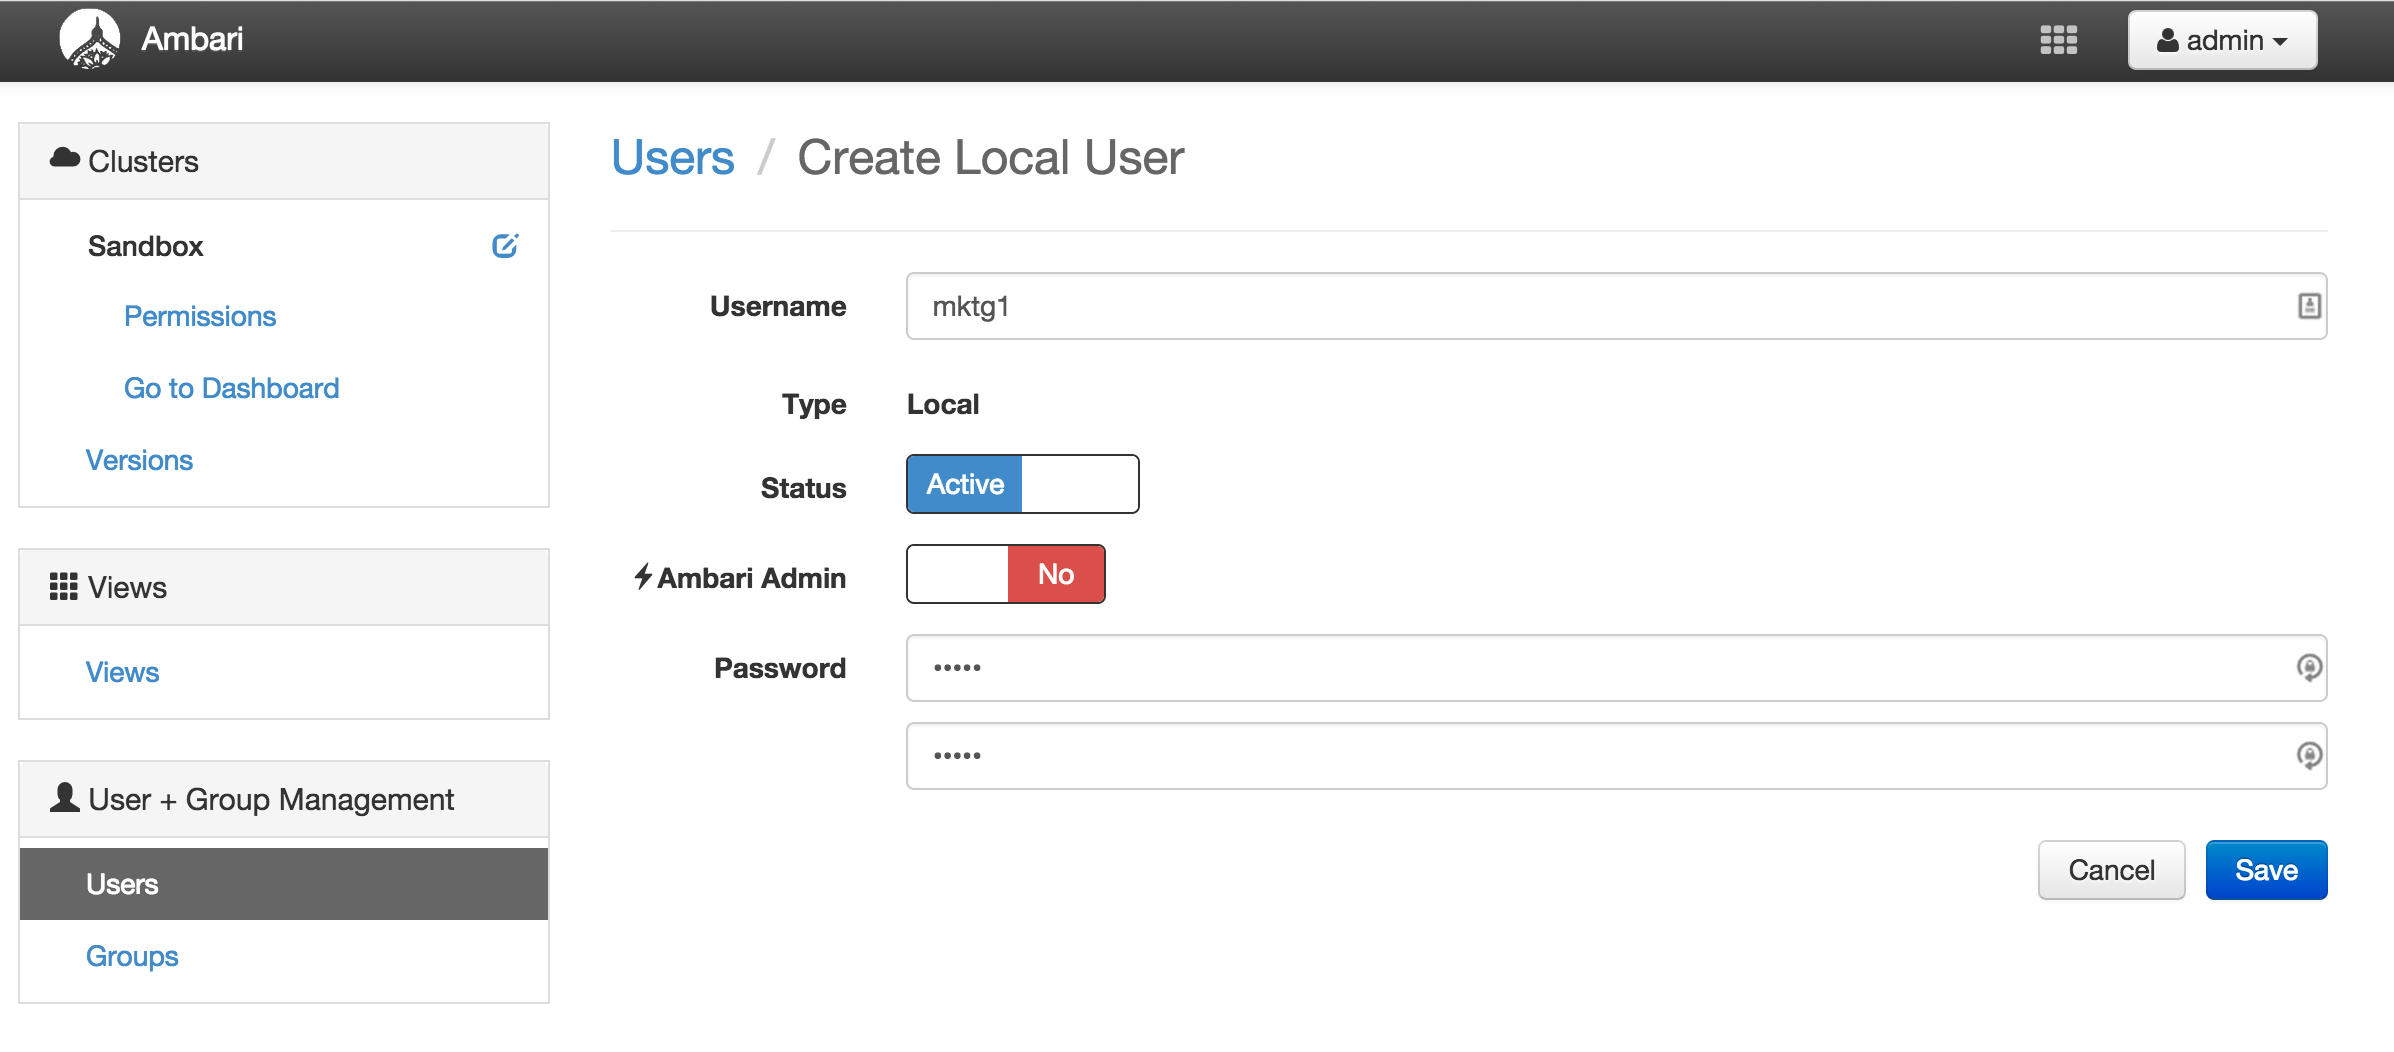 Ambari
admin
Clusters
Sandbox
Permissions
Go to Dashboard
Versions
Views
Views
User + Group Management
Users
Groups
Users / Create Local User
Username mktg1
Type Local
Status Active
Ambari Admin No
Password •••••
•••••
Cancel Save